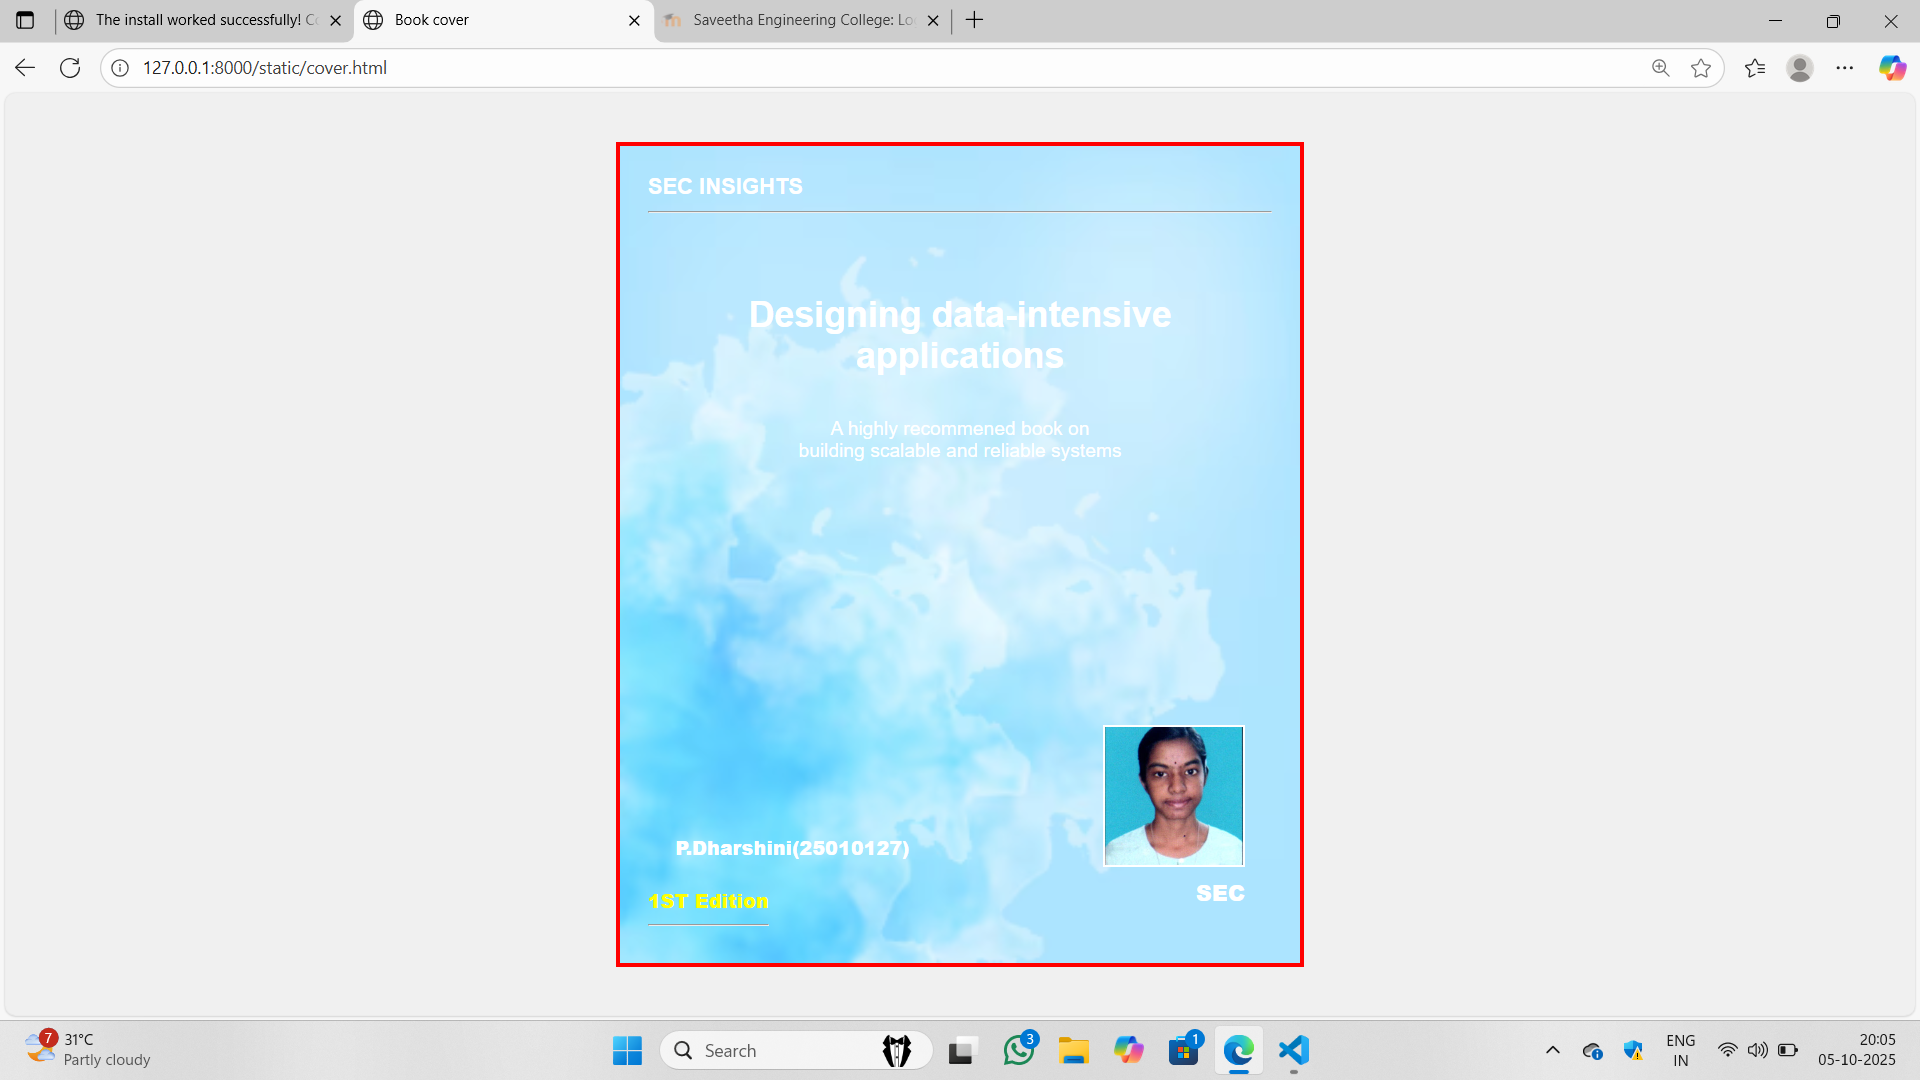 The install worked successfully! C
Book cover
Saveetha Engineering College: Lo
127.0.0.1:8000/static/cover.html
SEC INSIGHTS
Designing data-intensive
applications
A highly recommened book on
building scalable and reliable systems
P.Dharshini(25010127)
SEC
1ST Edition
7
31°C
Partly cloudy
Search
3
1
ENG
IN
20:05
05-10-2025